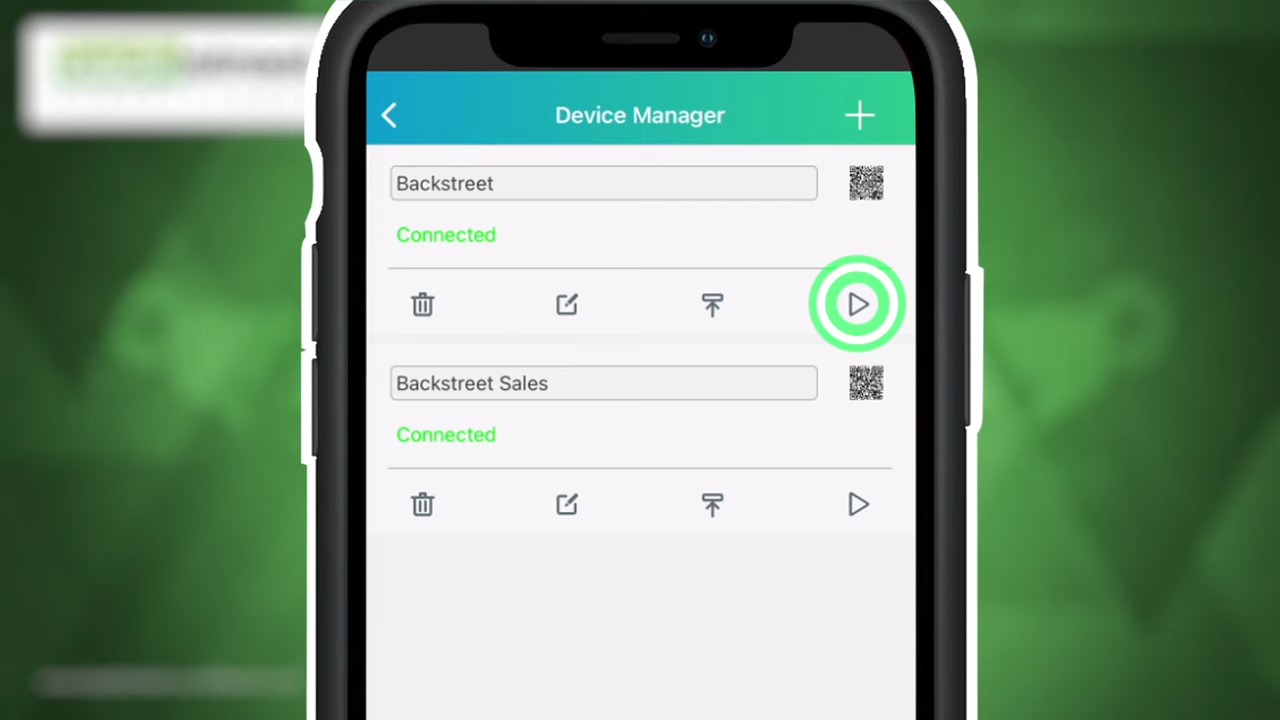 Device Manager
Backstreet
Connected
Backstreet Sales
Connected